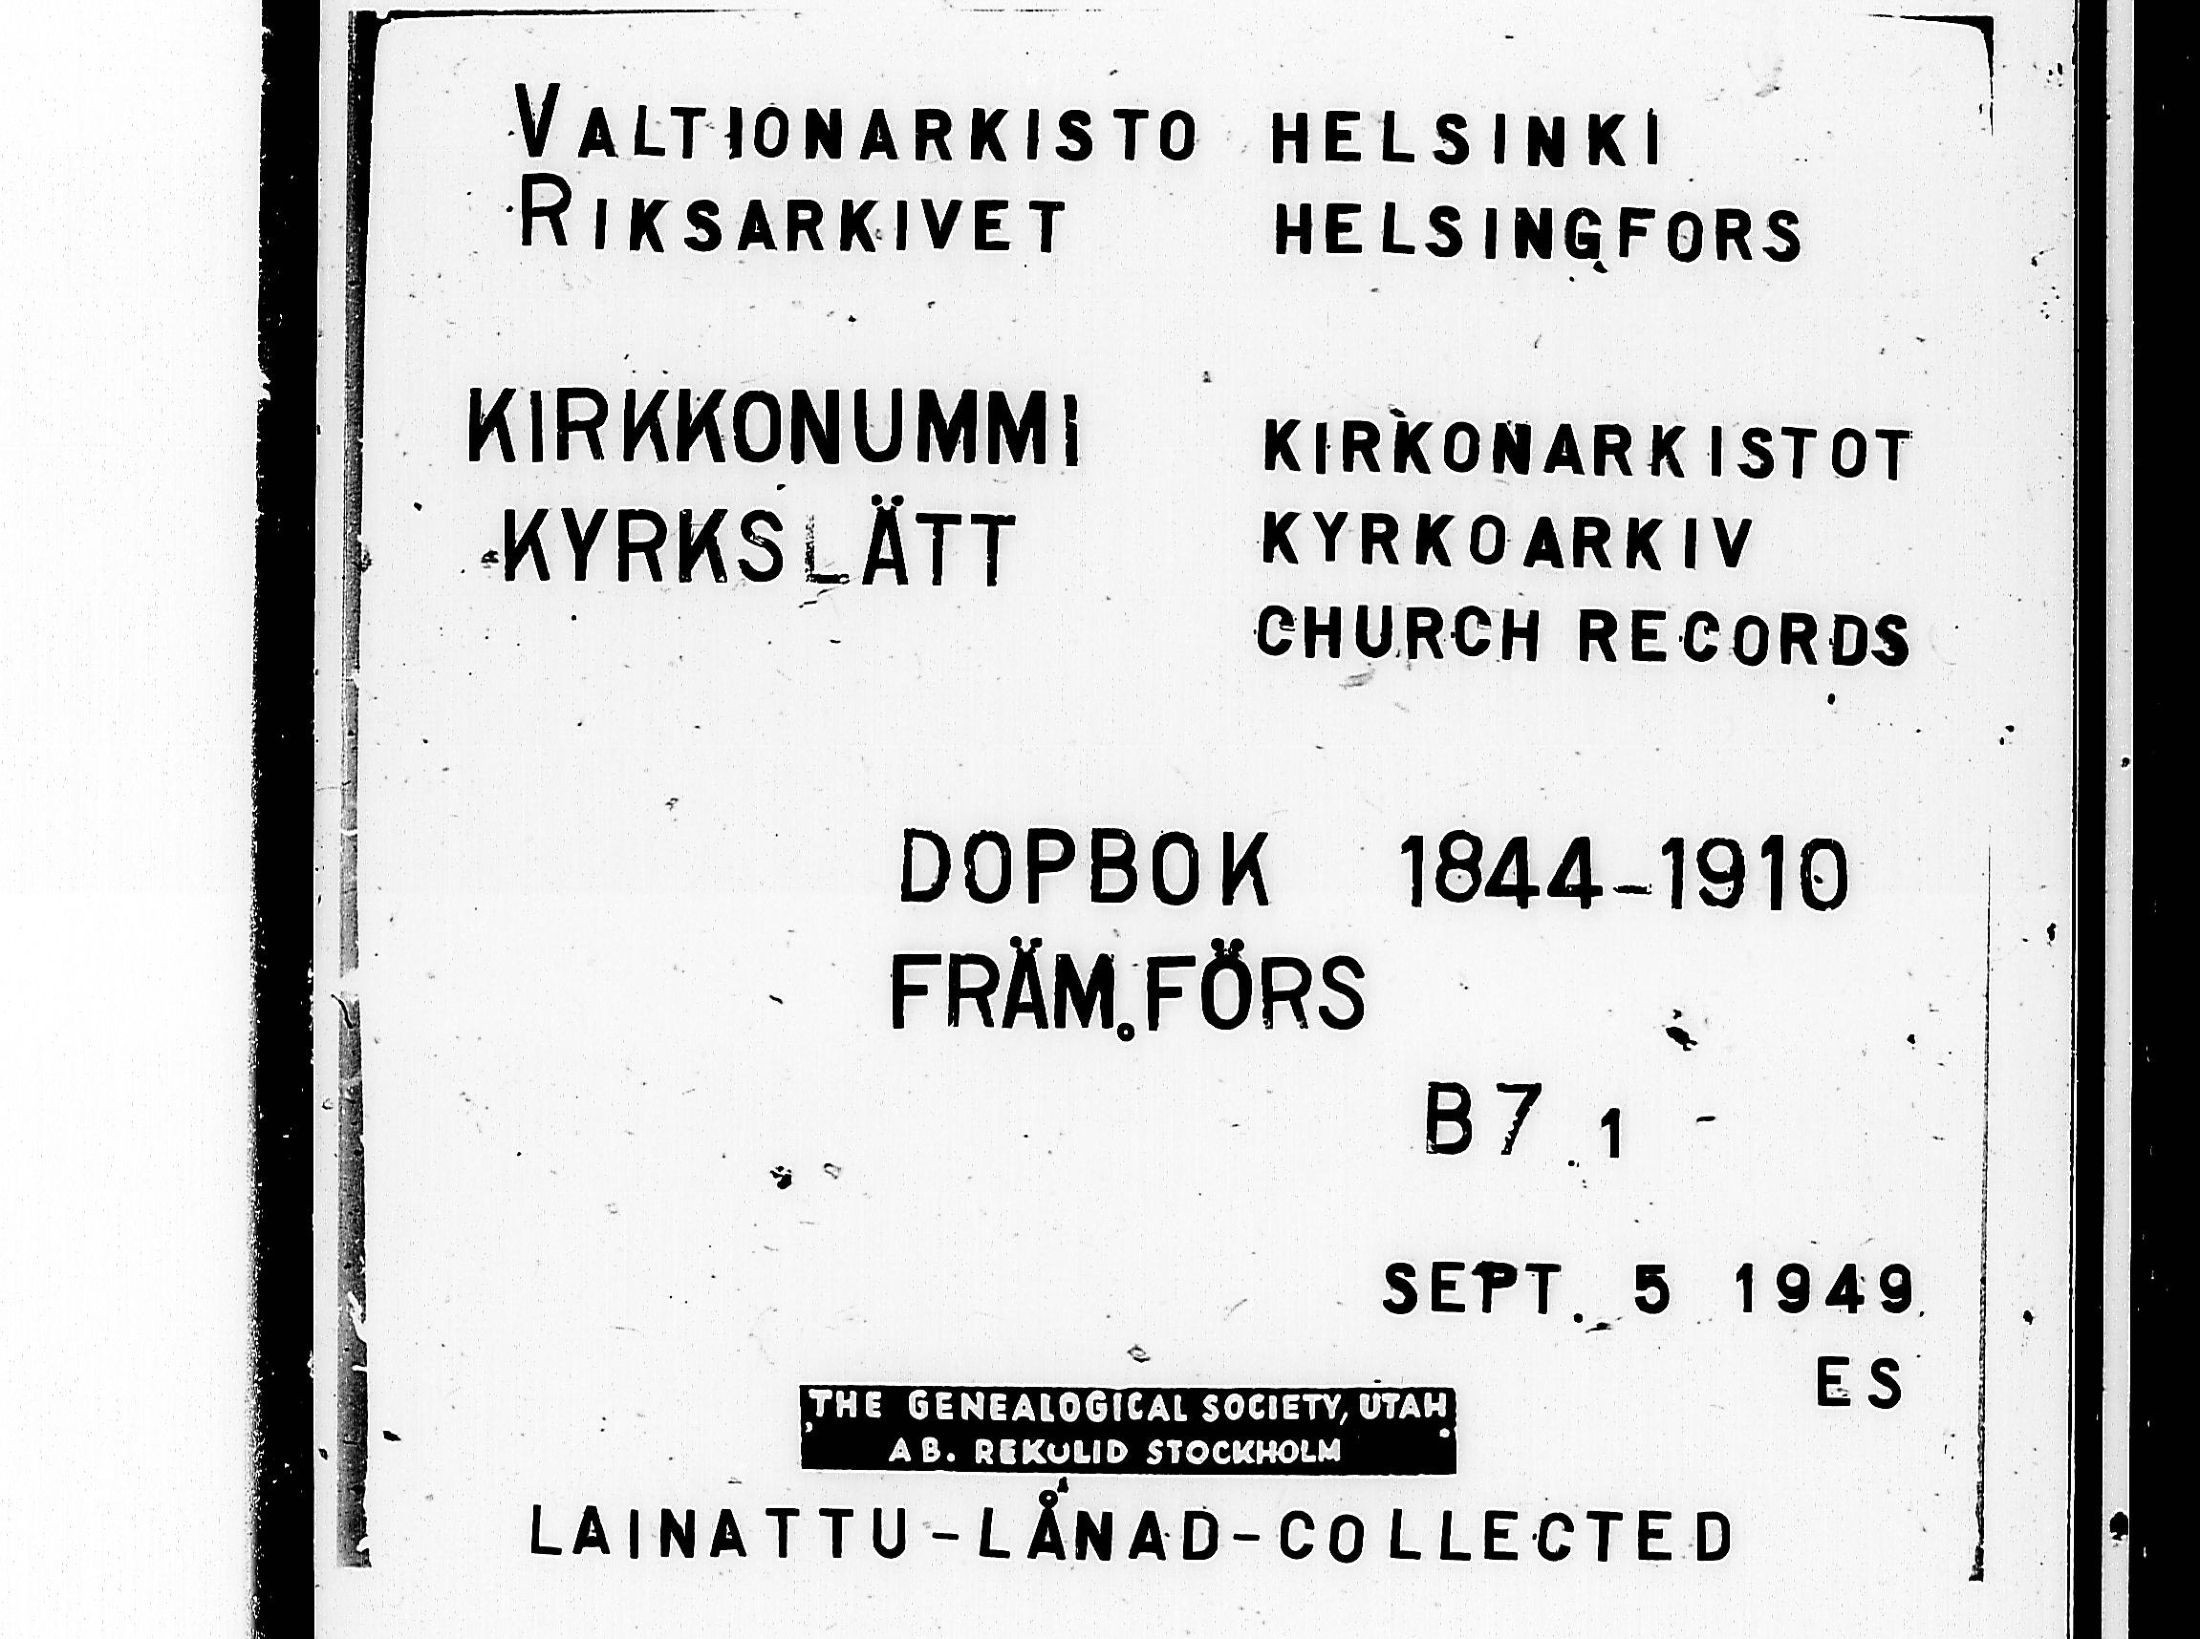 VALTIONARKISTO HELSINKI
RIKSARKIVET HELSINGFORS
KIRKKONUMMI
KYRKSLÄTT
KIRKONARKISTOT
KYRKOARKIV
CHURCH RECORDS
DOPBOK 1844-1910
FRÄM. FÖRS
B7 1
SEPT. 5 1949
ES
THE GENEALOGICAL SOCIETY, UTAH
AB. REKOLID STOCKHOLM
LAINATTU-LÅNAD-COLLECTED